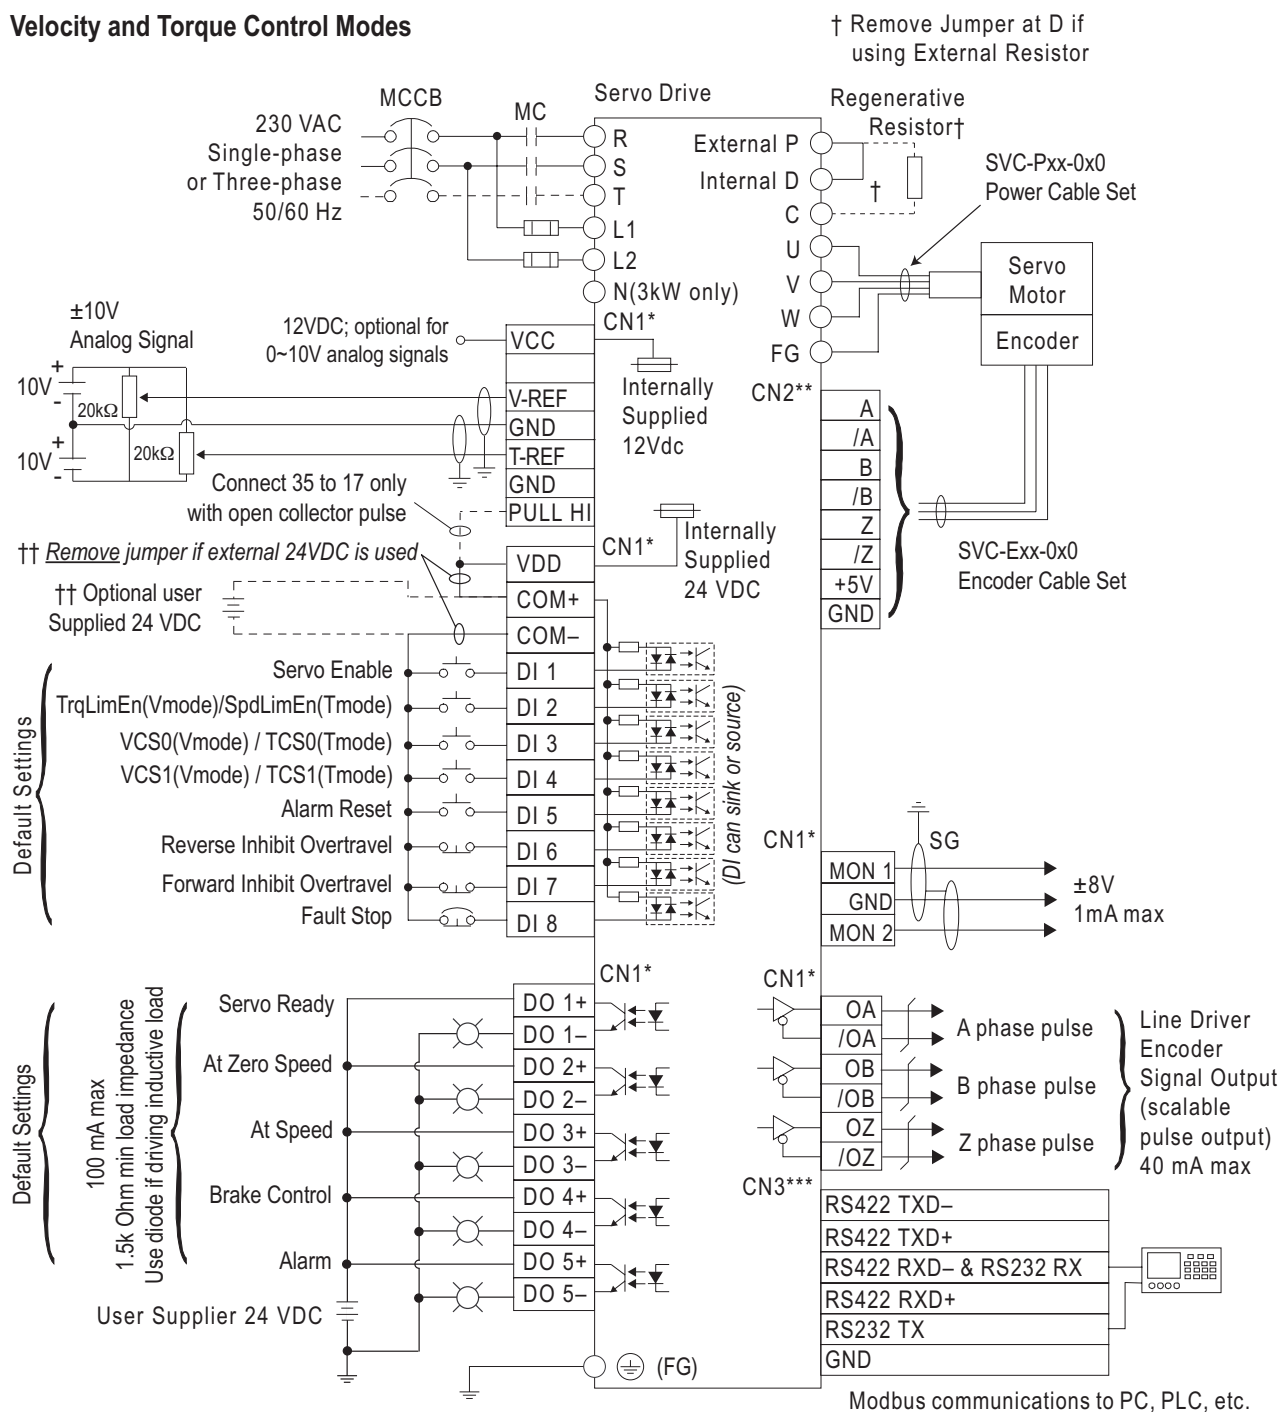 Velocity and Torque Control Modes
† Remove Jumper at D if
using External Resistor
MCCB
MC
Servo Drive
230 VAC
Single-phase
or Three-phase
50/60 Hz
R
S
T
L1
L2
N(3kW only)
External P
Internal D
C
U
V
W
FG
Regenerative
Resistor†
†
SVC-Pxx-0x0
Power Cable Set
Servo
Motor
Encoder
±10V
Analog Signal
12VDC; optional for
0~10V analog signals
CN1*
VCC
V-REF
GND
T-REF
GND
PULL HI
Internally
Supplied
12Vdc
+
10V
-
20kΩ
+
10V
-
20kΩ
Connect 35 to 17 only
with open collector pulse
CN2**
A
/A
B
/B
Z
/Z
+5V
GND
SVC-Exx-0x0
Encoder Cable Set
†† Remove jumper if external 24VDC is used
†† Optional user
Supplied 24 VDC
CN1*
VDD
COM+
COM–
Internally
Supplied
24 VDC
Default Settings
Servo Enable
DI 1
TrqLimEn(Vmode)/SpdLimEn(Tmode)
DI 2
VCS0(Vmode) / TCS0(Tmode)
DI 3
VCS1(Vmode) / TCS1(Tmode)
DI 4
Alarm Reset
DI 5
Reverse Inhibit Overtravel
DI 6
Forward Inhibit Overtravel
DI 7
Fault Stop
DI 8
(DI can sink or source)
CN1*
SG
MON 1
GND
MON 2
±8V
1mA max
Default Settings
100 mA max
1.5k Ohm min load impedance
Use diode if driving inductive load
CN1*
Servo Ready
DO 1+
DO 1–
At Zero Speed
DO 2+
DO 2–
At Speed
DO 3+
DO 3–
Brake Control
DO 4+
DO 4–
Alarm
DO 5+
DO 5–
User Supplier 24 VDC
(FG)
CN1*
OA
/OA
OB
/OB
OZ
/OZ
A phase pulse
B phase pulse
Z phase pulse
Line Driver
Encoder
Signal Output
(scalable
pulse output)
40 mA max
CN3***
RS422 TXD–
RS422 TXD+
RS422 RXD– & RS232 RX
RS422 RXD+
RS232 TX
GND
Modbus communications to PC, PLC, etc.